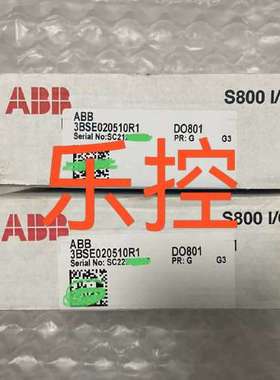 ABB
S800 I/
ABB
3BSE020510R1
DO801
Serial No:SC21
PR: G
G3
乐控
ABB
S800 I/
ABB
3BSE020510R1
DO801
Serial No:SC22
PR: G
G3